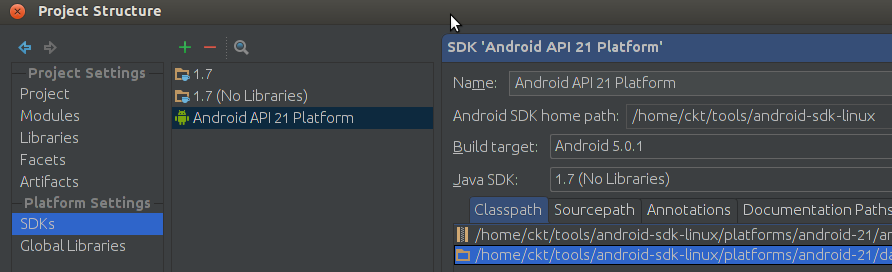 Project Structure
Project Settings
Project
Modules
Libraries
Facets
Artifacts
Platform Settings
SDKs
Global Libraries
1.7
1.7 (No Libraries)
Android API 21 Platform
SDK 'Android API 21 Platform'
Name: Android API 21 Platform
Android SDK home path: /home/ckt/tools/android-sdk-linux
Build target: Android 5.0.1
Java SDK: 1.7 (No Libraries)
Classpath Sourcepath Annotations Documentation Paths
/home/ckt/tools/android-sdk-linux/platforms/android-21/an
/home/ckt/tools/android-sdk-linux/platforms/android-21/da